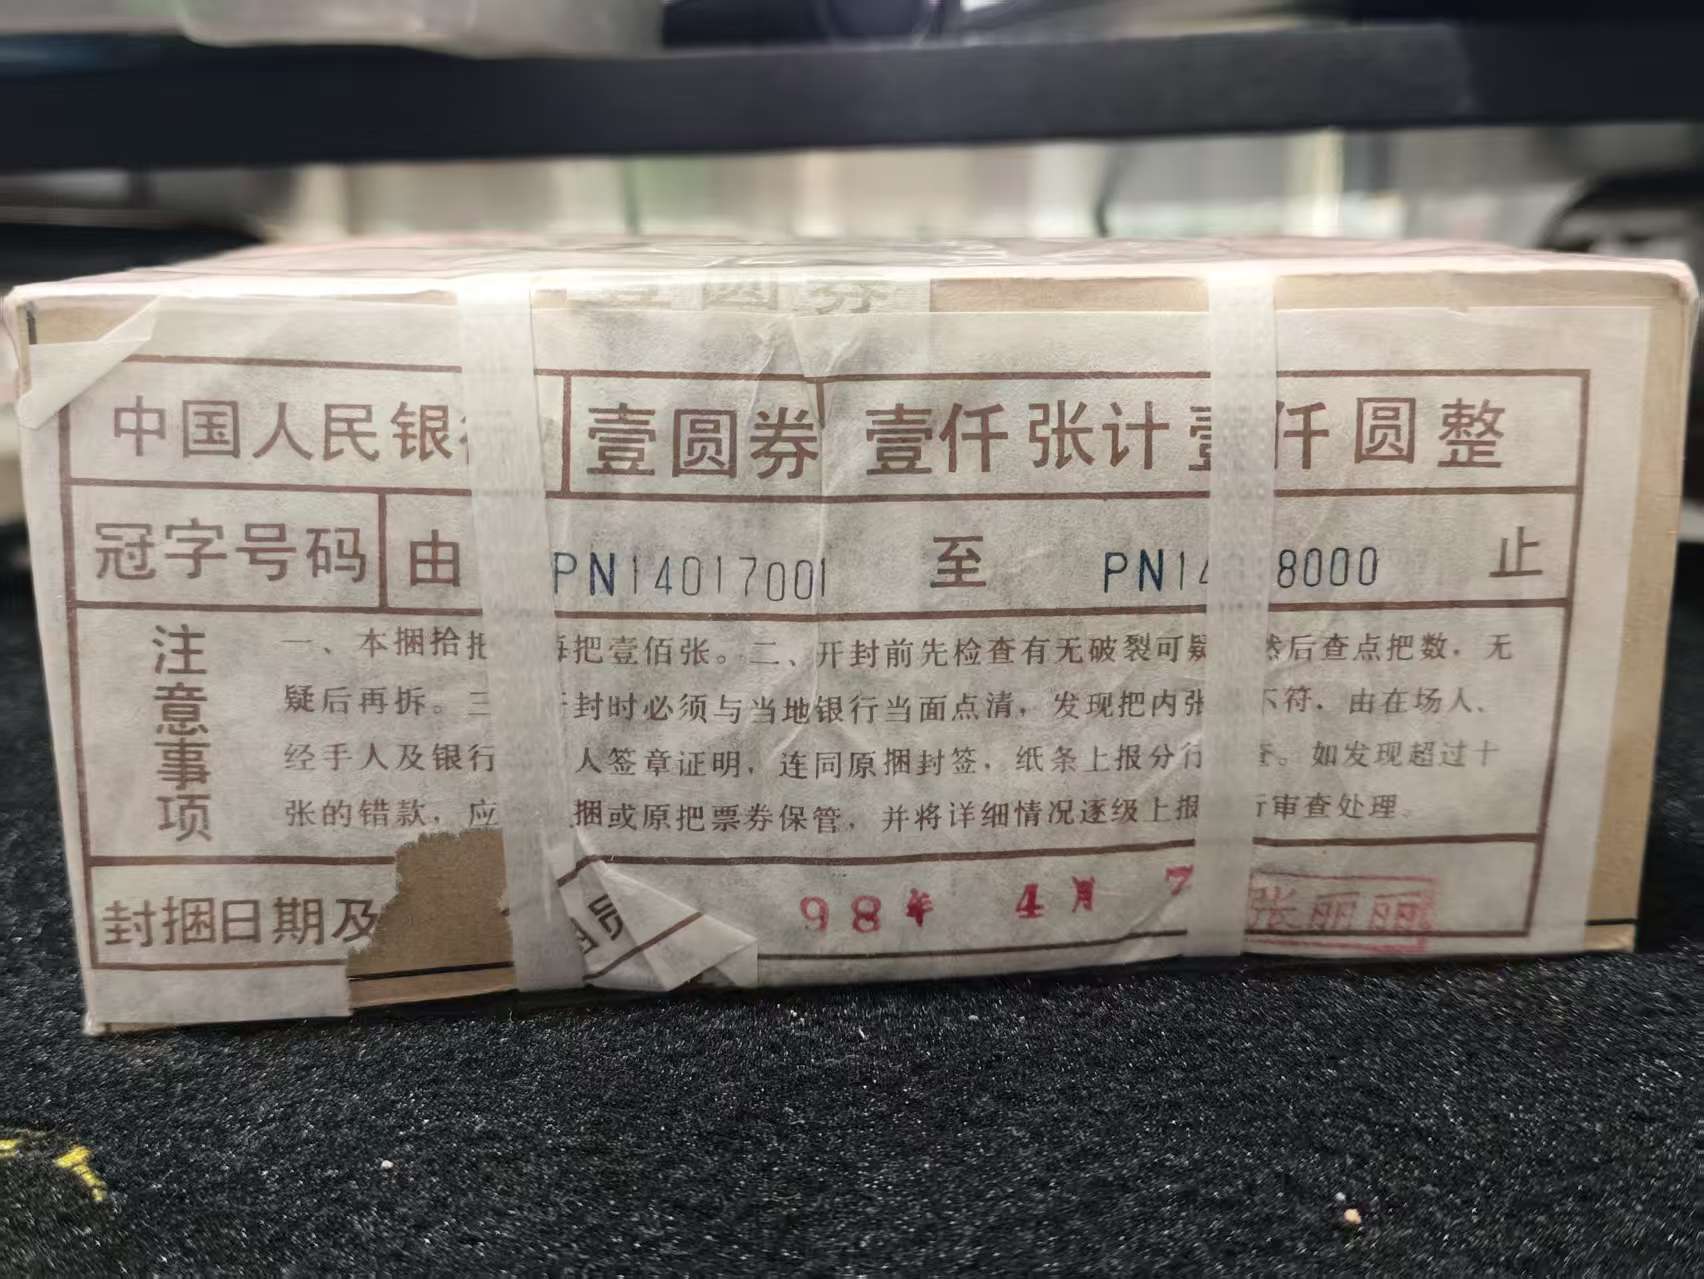 圆券
中国人民银 壹圆券 壹仟张计壹仟圆整
冠字号码 由 PN14017001 至 PN14 8000 止
注意事项
一、本捆拾把 每把壹佰张。二、开封前先检查有无破裂可疑 然后查点把数，无
疑后再拆。三 开封时必须与当地银行当面点清，发现把内张 不符，由在场人、
经手人及银行 人签章证明，连同原捆封签，纸条上报分行 查。如发现超过十
张的错款，应 捆或原把票券保管，并将详细情况逐级上报 行审查处理。
封捆日期及 号 98年 4月 7 张丽丽